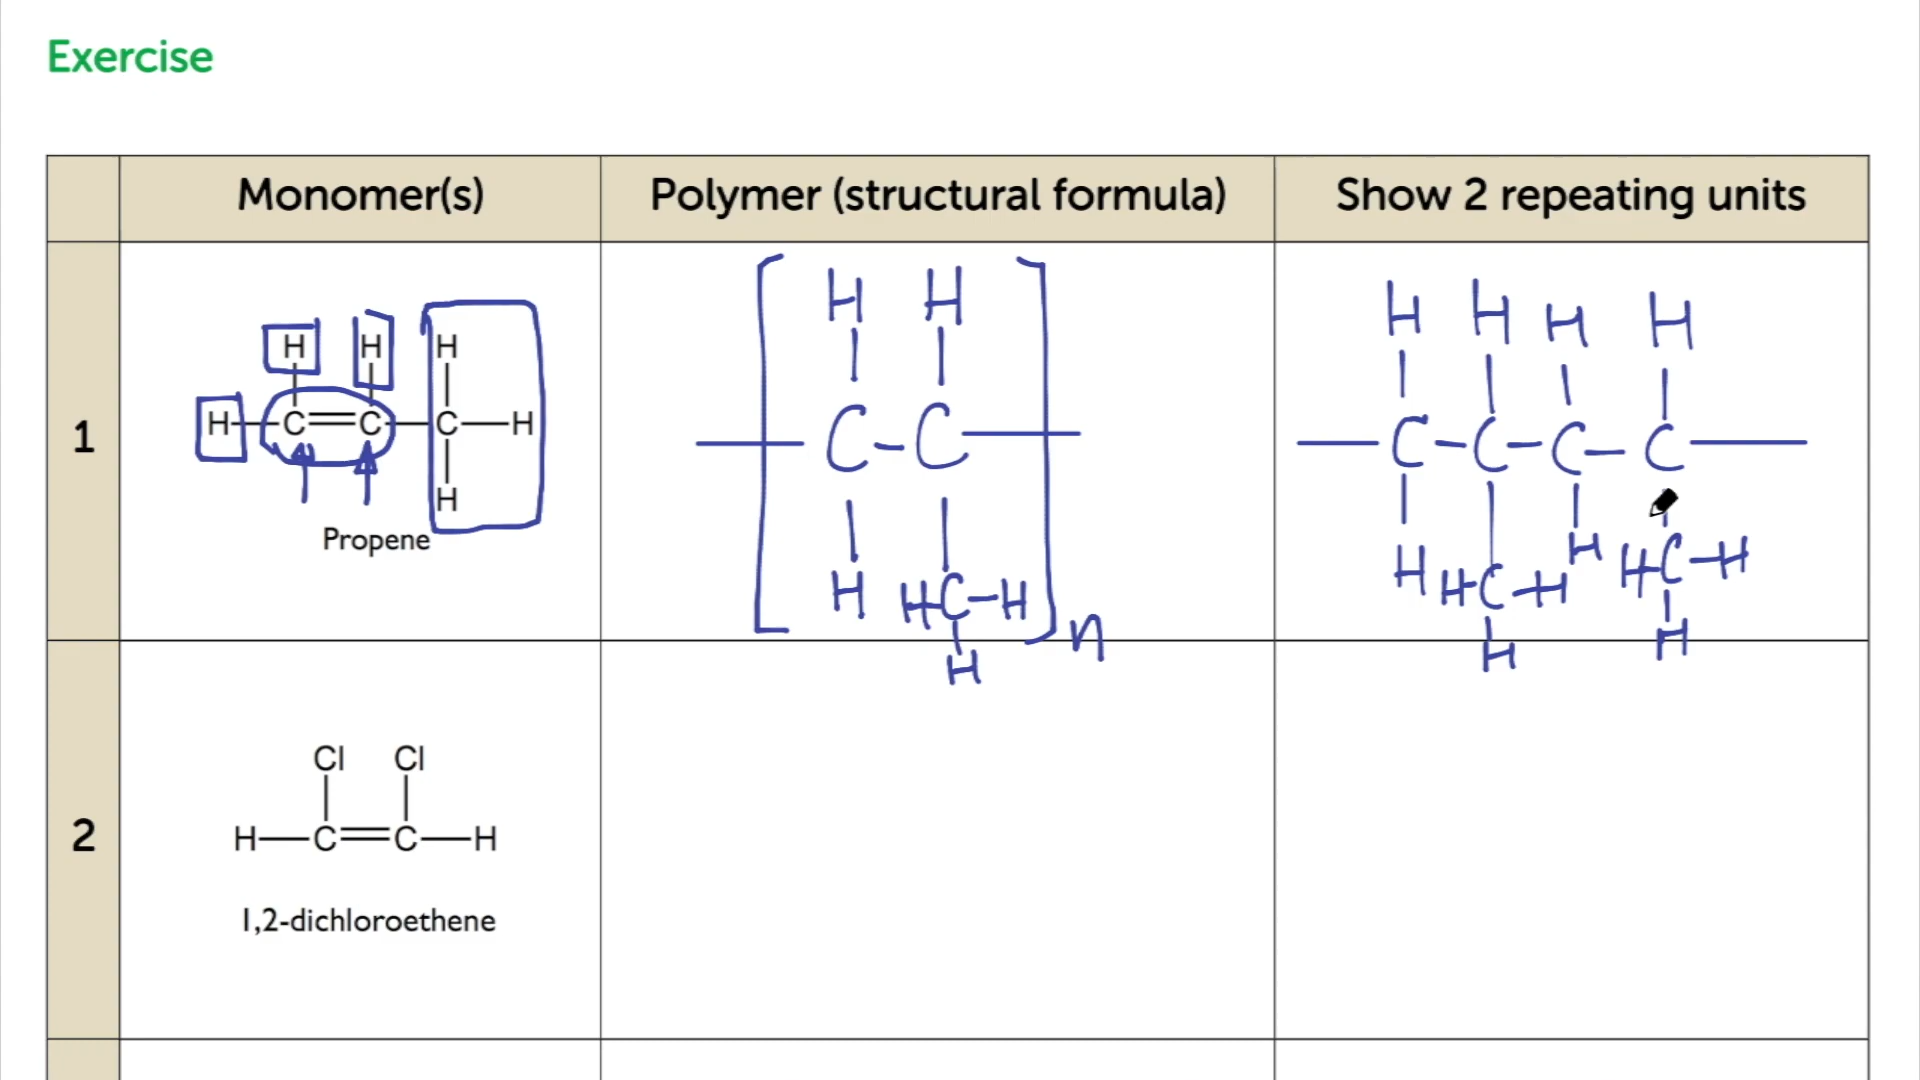 Exercise
Monomer(s) Polymer (structural formula) Show 2 repeating units
1
H H H
H C C C H
H
Propene
H H
C C
H H C H
H
n
H H H H
C C C C
H H C H H H C H
H H
2
Cl Cl
H C C H
1,2-dichloroethene